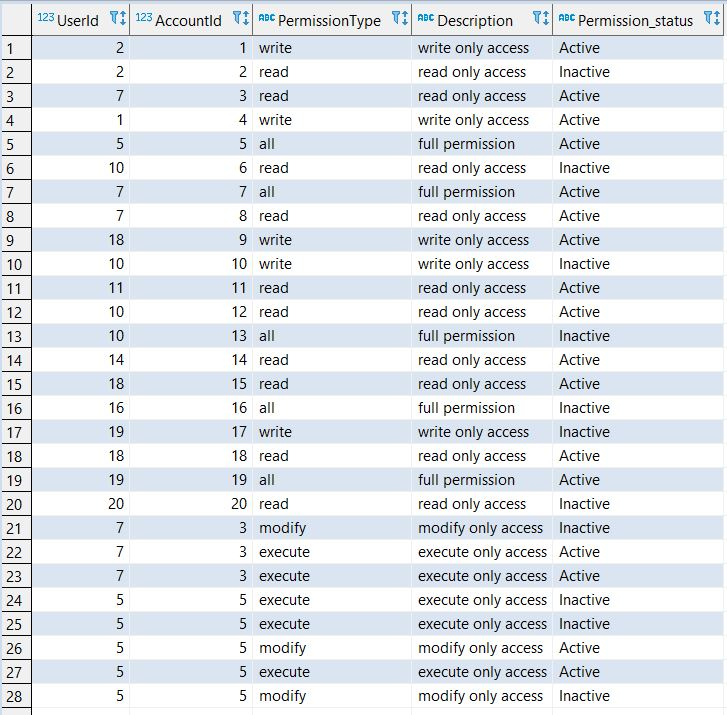 123 UserId 123 AccountId ABC PermissionType ABC Description ABC Permission_status
1 2 1 write write only access Active
2 2 2 read read only access Inactive
3 7 3 read read only access Active
4 1 4 write write only access Active
5 5 5 all full permission Active
6 10 6 read read only access Inactive
7 7 7 all full permission Active
8 7 8 read read only access Active
9 18 9 write write only access Active
10 10 10 write write only access Inactive
11 11 11 read read only access Active
12 10 12 read read only access Active
13 10 13 all full permission Inactive
14 14 14 read read only access Active
15 18 15 read read only access Active
16 16 16 all full permission Inactive
17 19 17 write write only access Inactive
18 18 18 read read only access Active
19 19 19 all full permission Active
20 20 20 read read only access Inactive
21 7 3 modify modify only access Inactive
22 7 3 execute execute only access Active
23 7 3 execute execute only access Active
24 5 5 execute execute only access Inactive
25 5 5 execute execute only access Inactive
26 5 5 modify modify only access Active
27 5 5 execute execute only access Active
28 5 5 modify modify only access Inactive